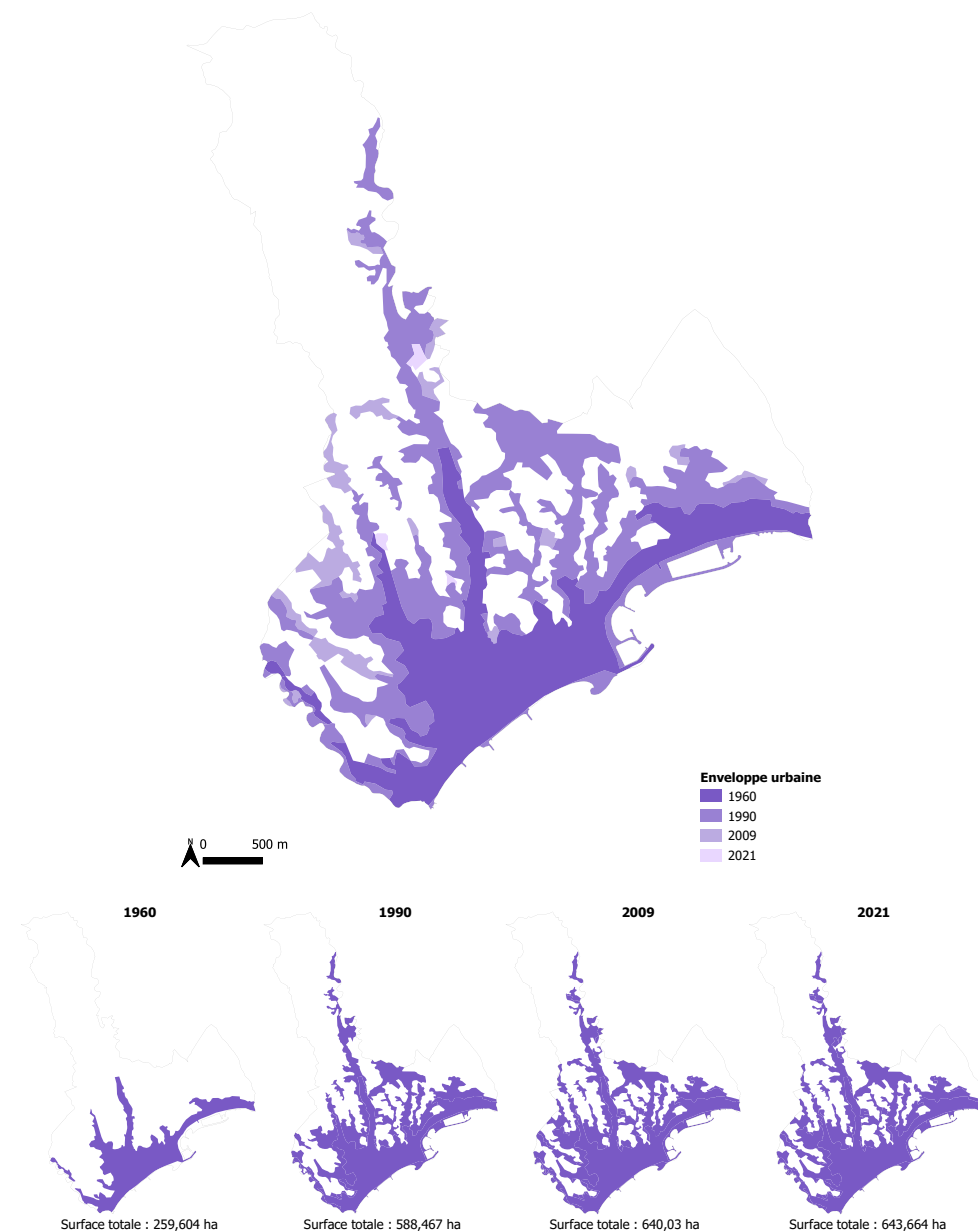 Enveloppe urbaine
1960
1990
2009
2021
N 0 500 m
1960 1990 2009 2021
Surface totale : 259,604 ha Surface totale : 588,467 ha Surface totale : 640,03 ha Surface totale : 643,664 ha